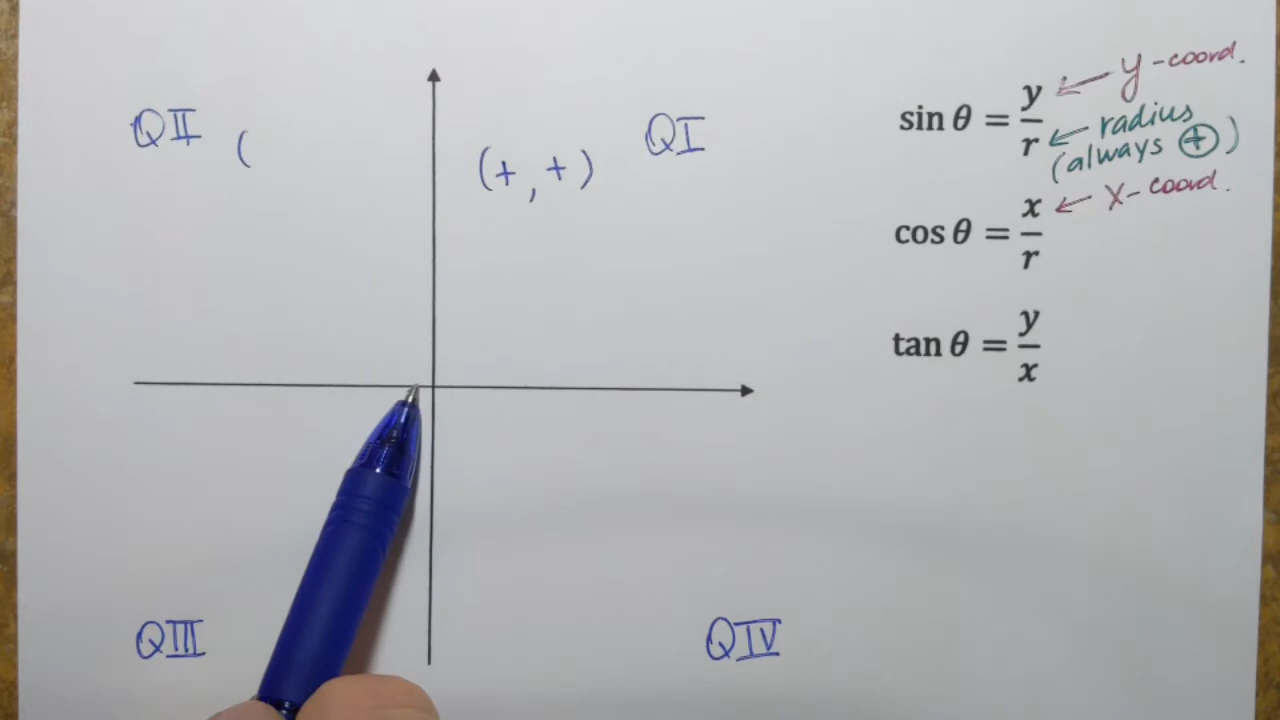 QII (
(+, +) QI
sin θ = y/r ← y-coord.
← radius
(always ⊕)
cos θ = x/r ← x-coord.
tan θ = y/x
QIII
QIV